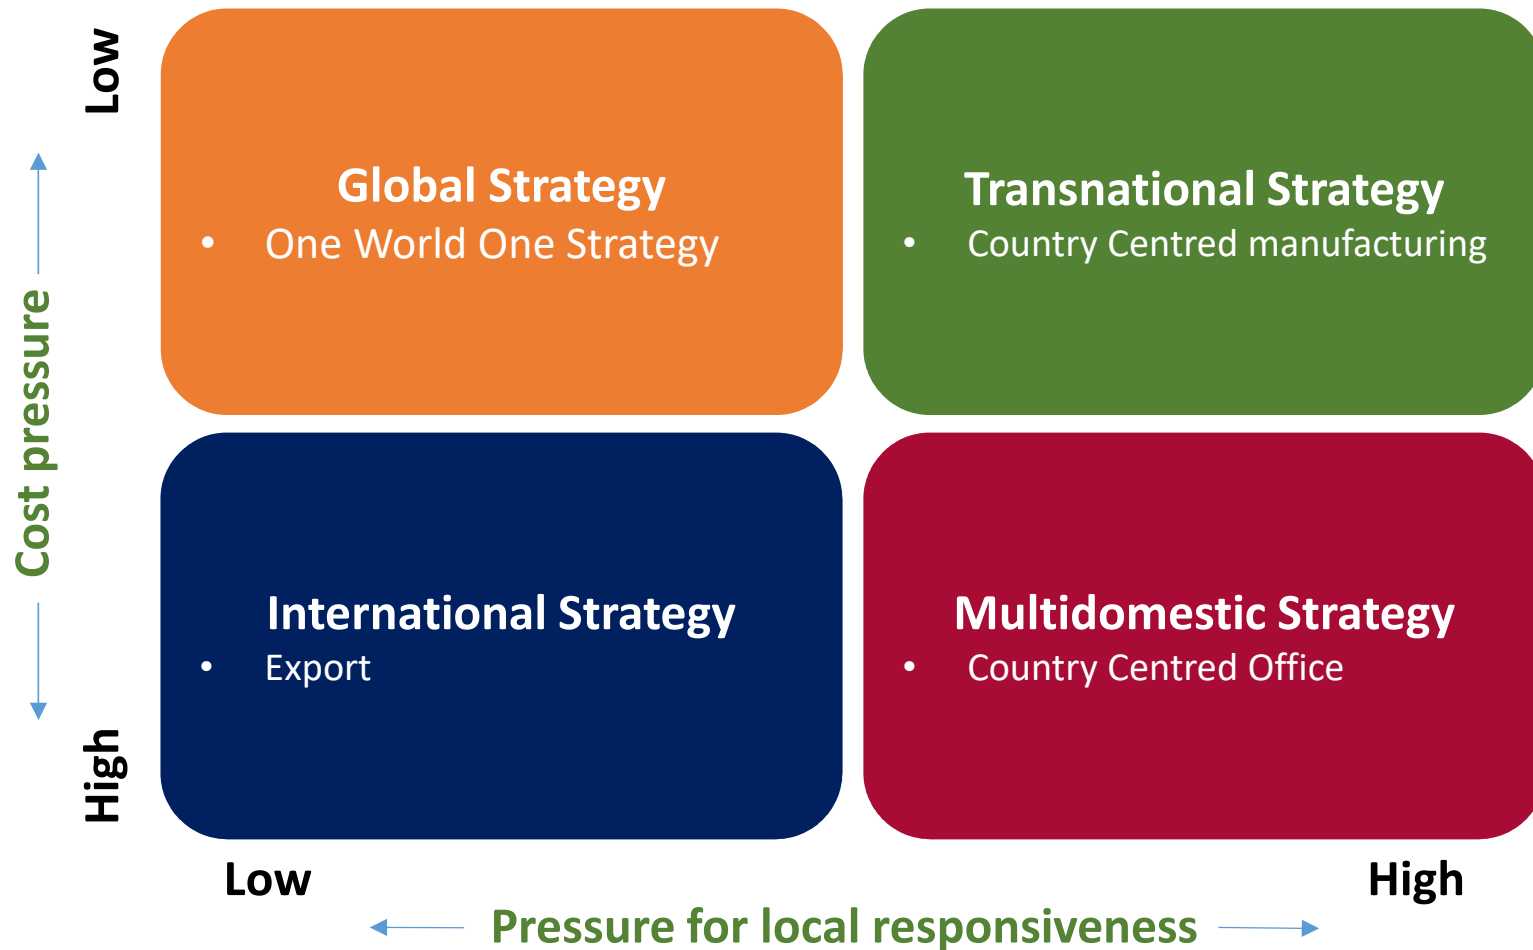 Low
Global Strategy
• One World One Strategy
Transnational Strategy
• Country Centred manufacturing
Cost pressure
International Strategy
• Export
Multidomestic Strategy
• Country Centred Office
High
Low
High
Pressure for local responsiveness